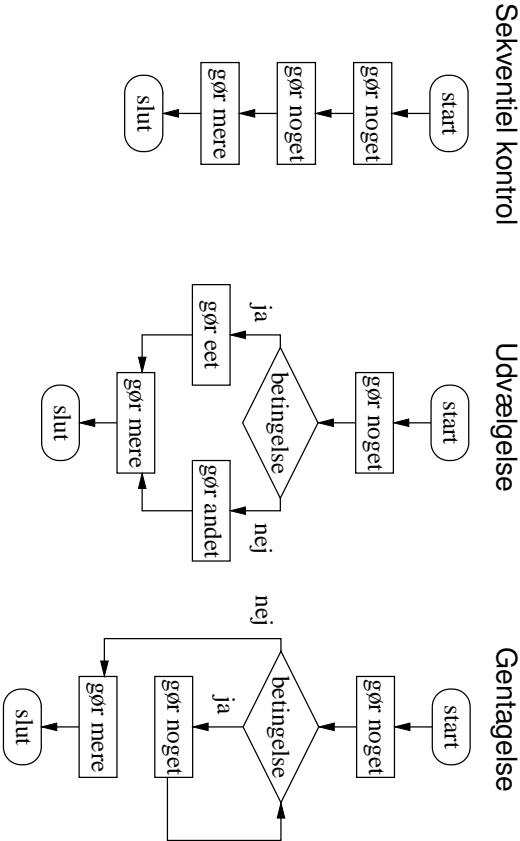 Sekventiel kontrol
start
gør noget
gør noget
gør mere
slut
Udvælgelse
start
gør noget
betingelse
ja
nej
gør eet
gør andet
gør mere
slut
Gentagelse
start
gør noget
betingelse
nej
ja
gør noget
gør mere
slut